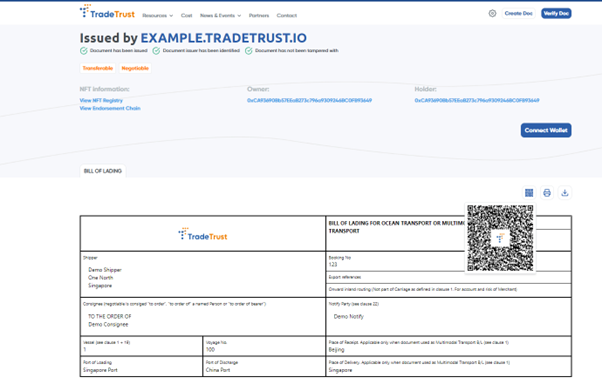 TradeTrust
Resources Cost News & Events Partners Contact
Create Doc
Verify Doc
Issued by EXAMPLE.TRADETRUST.IO
Document has been issued Document issuer has been identified Document has not been tampered with
Transferable Negotiable
NFT Information: Owner: Holder:
View NFT Registry
View Endorsement Chain
Connect Wallet
BILL OF LADING
TradeTrust
BILL OF LADING FOR OCEAN TRANSPORT OR
TRANSPORT
Shipper
Demo Shipper
One North
Singapore
Booking No
123
Export references
Onward inland routing (Not part of Carriage as defined in clause 1. For account and risk of Merchant)
Consignee (negotiable only if consigned "to order", "to order of" a named Person or "to order of bearer")
TO THE ORDER OF
Demo Consignee
Notify Party (see clause 22)
Demo Notify
Vessel (see clause 1 + 19)
1
Voyage No.
100
Place of Receipt. Applicable only when document used as Multimodal Transport B/L (see clause 1)
Beijing
Port of Loading
Singapore Port
Port of Discharge
China Port
Place of Delivery. Applicable only when document used as Multimodal Transport B/L (see clause 1)
Singapore